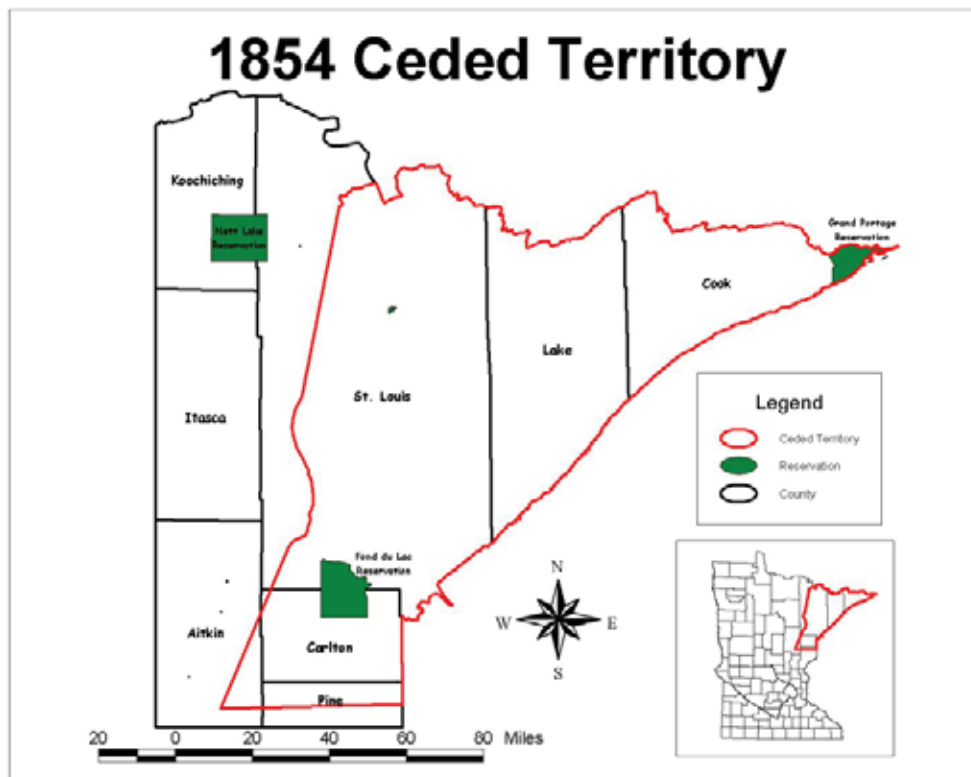 1854 Ceded Territory
Koochiching
Nett Lake
Reservation
Grand Portage
Reservation
Cook
Lake
St. Louis
Itasca
Legend
Ceded Territory
Reservation
County
Fond du Lac
Reservation
Aitkin
Carlton
Pine
N
W
E
S
20 0 20 40 60 80 Miles